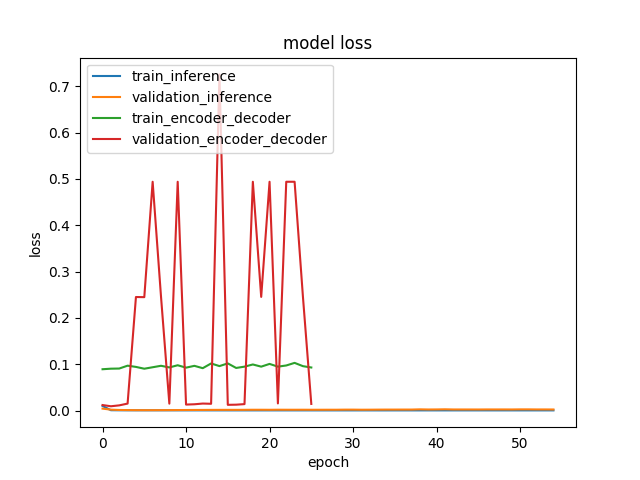 model loss
train_inference
validation_inference
train_encoder_decoder
validation_encoder_decoder
loss
0.7
0.6
0.5
0.4
0.3
0.2
0.1
0.0
0 10 20 30 40 50
epoch